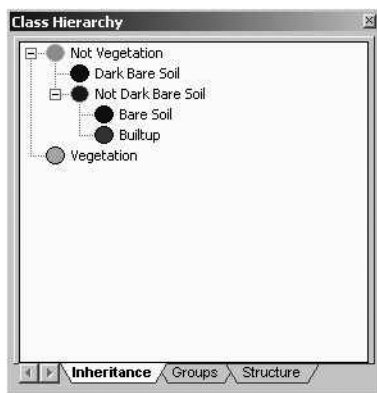 Class Hierarchy
Not Vegetation
Dark Bare Soil
Not Dark Bare Soil
Bare Soil
Builtup
Vegetation
Inheritance Groups Structure